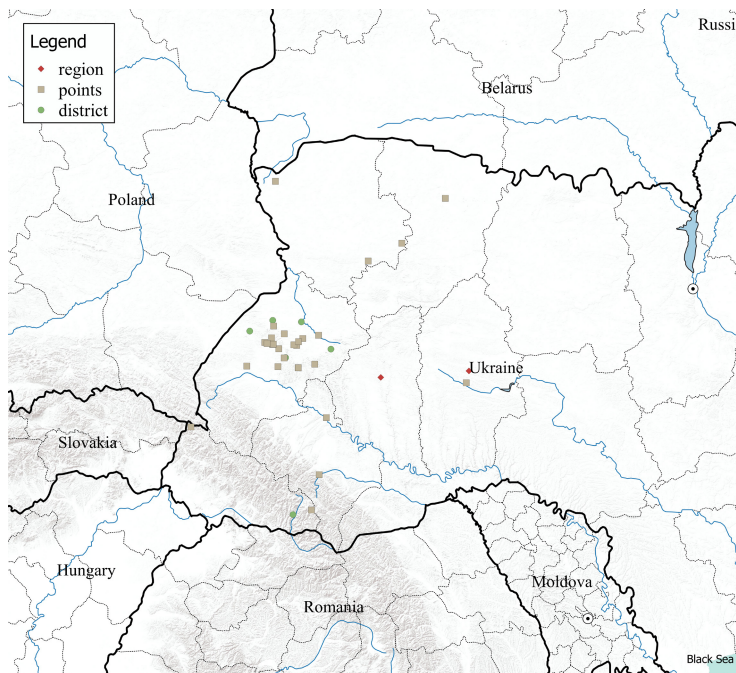 Legend
region
points
district
Russi
Belarus
Poland
Ukraine
Slovakia
Hungary
Moldova
Romania
Black Sea